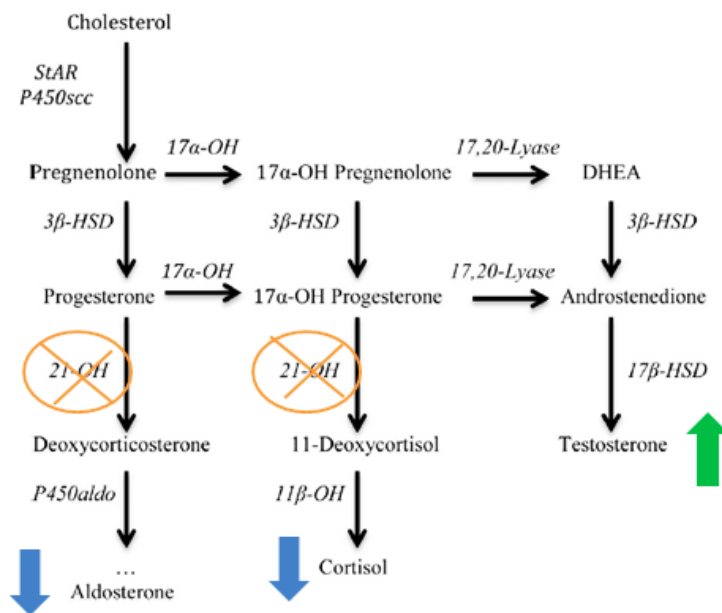 Cholesterol
StAR
P450scc
17α-OH
17,20-Lyase
Pregnenolone
17α-OH Pregnenolone
DHEA
3β-HSD
3β-HSD
3β-HSD
17α-OH
17,20-Lyase
Progesterone
17α-OH Progesterone
Androstenedione
21-OH
21-OH
17β-HSD
Deoxycorticosterone
11-Deoxycortisol
Testosterone
P450aldo
11β-OH
...
Cortisol
Aldosterone